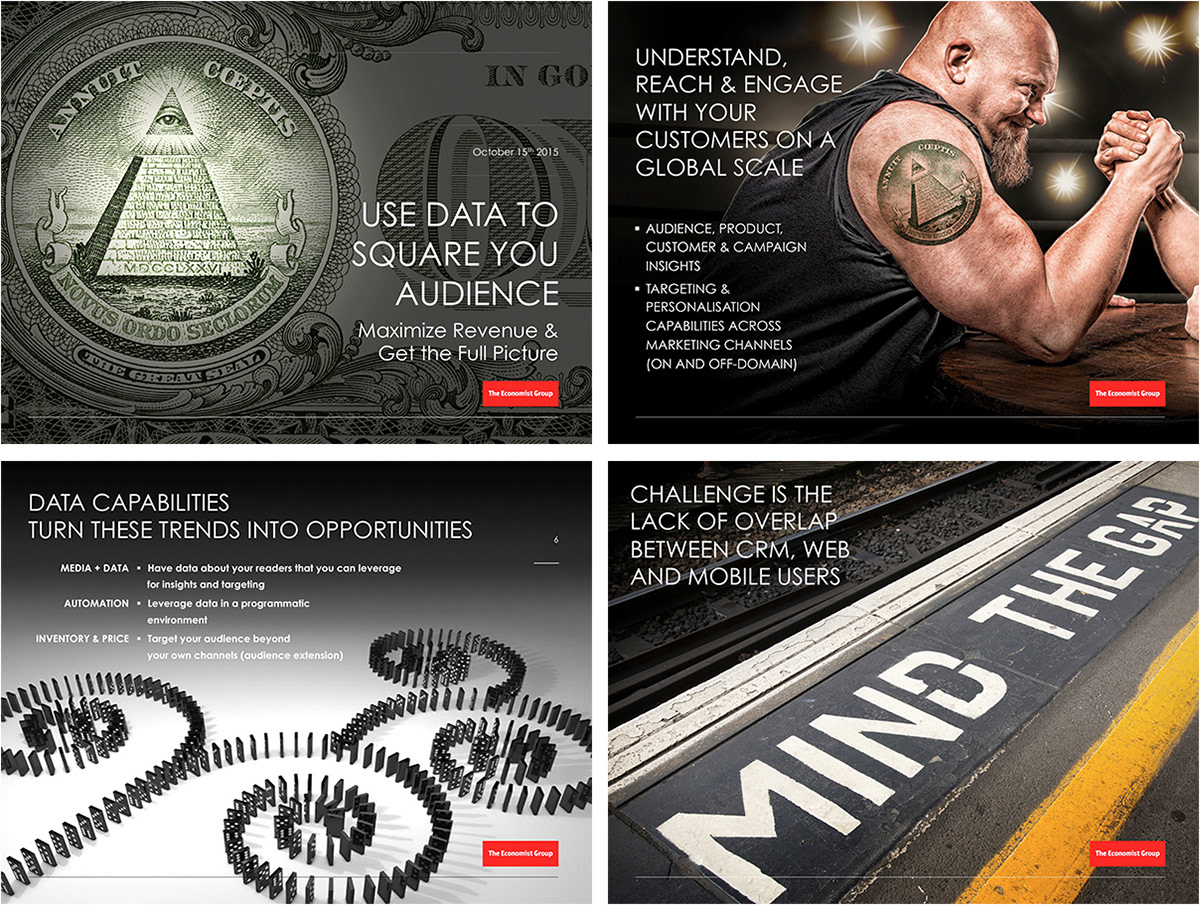 ANNUIT CŒPTIS
IN GO
MDCCLXXVI
NOVUS ORDO SECLORUM
THE GREAT SEAL
October 15th 2015
USE DATA TO
SQUARE YOU
AUDIENCE
Maximize Revenue &
Get the Full Picture
The Economist Group
UNDERSTAND,
REACH & ENGAGE
WITH YOUR
CUSTOMERS ON A
GLOBAL SCALE
▪ AUDIENCE, PRODUCT,
CUSTOMER & CAMPAIGN
INSIGHTS
▪ TARGETING &
PERSONALISATION
CAPABILITIES ACROSS
MARKETING CHANNELS
(ON AND OFF-DOMAIN)
ANNUIT CŒPTIS
The Economist Group
DATA CAPABILITIES
TURN THESE TRENDS INTO OPPORTUNITIES
6
MEDIA + DATA ▪ Have data about your readers that you can leverage
for insights and targeting
AUTOMATION ▪ Leverage data in a programmatic
environment
INVENTORY & PRICE ▪ Target your audience beyond
your own channels (audience extension)
The Economist Group
CHALLENGE IS THE
LACK OF OVERLAP
BETWEEN CRM, WEB
AND MOBILE USERS
MIND THE GAP
The Economist Group